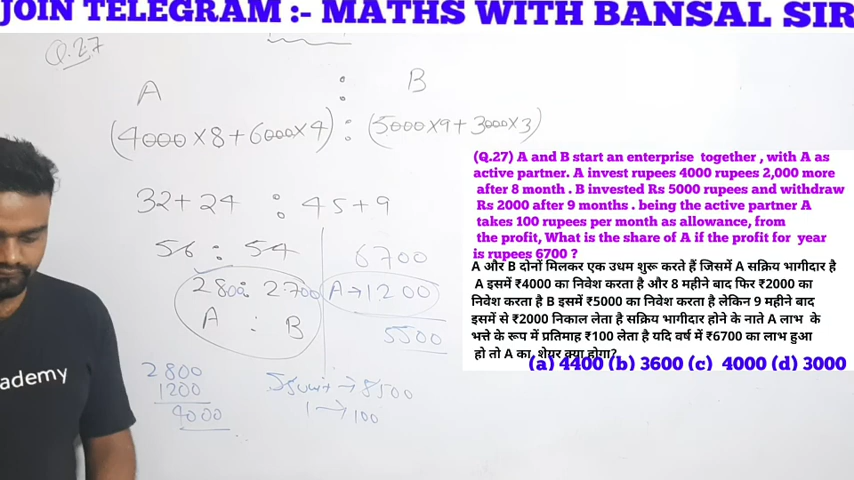 JOIN TELEGRAM :- MATHS WITH BANSAL SIR
Q.27
A : B
(4000×8+6000×4) : (5000×9+3000×3)
32+24 : 45+9
56 : 54
2800: 2700
A : B
6700
A→1200
5500
2800
1200
4000
1→100
ademy
(Q.27) A and B start an enterprise together , with A as
active partner. A invest rupees 4000 rupees 2,000 more
after 8 month . B invested Rs 5000 rupees and withdraw
Rs 2000 after 9 months . being the active partner A
takes 100 rupees per month as allowance, from
the profit, What is the share of A if the profit for year
is rupees 6700 ?
A और B दोनों मिलकर एक उधम शुरू करते हैं जिसमें A सक्रिय भागीदार है
A इसमें ₹4000 का निवेश करता है और 8 महीने बाद फिर ₹2000 का
निवेश करता है B इसमें ₹5000 का निवेश करता है लेकिन 9 महीने बाद
इसमें से ₹2000 निकाल लेता है सक्रिय भागीदार होने के नाते A लाभ के
भत्ते के रूप में प्रतिमाह ₹100 लेता है यदि वर्ष में ₹6700 का लाभ हुआ
हो तो A का शेयर क्या होगा?
(a) 4400 (b) 3600 (c) 4000 (d) 3000